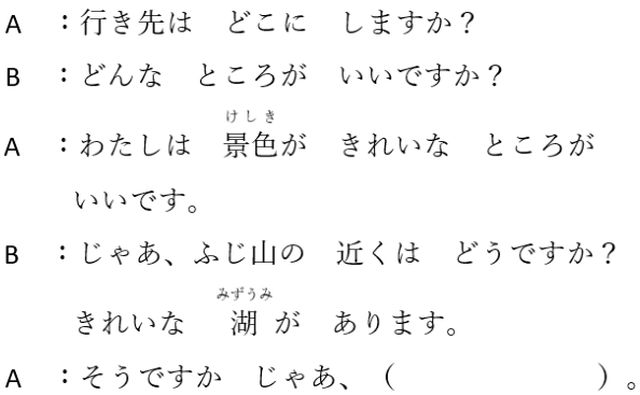 A ：行き先は　どこに　しますか？
B ：どんな　ところが　いいですか？
けしき
A ：わたしは　景色が　きれいな　ところが
いいです。
B ：じゃあ、ふじ山の　近くは　どうですか？
みずうみ
きれいな　湖 が　あります。
A ：そうですか　じゃあ、（　　　　　　　）。